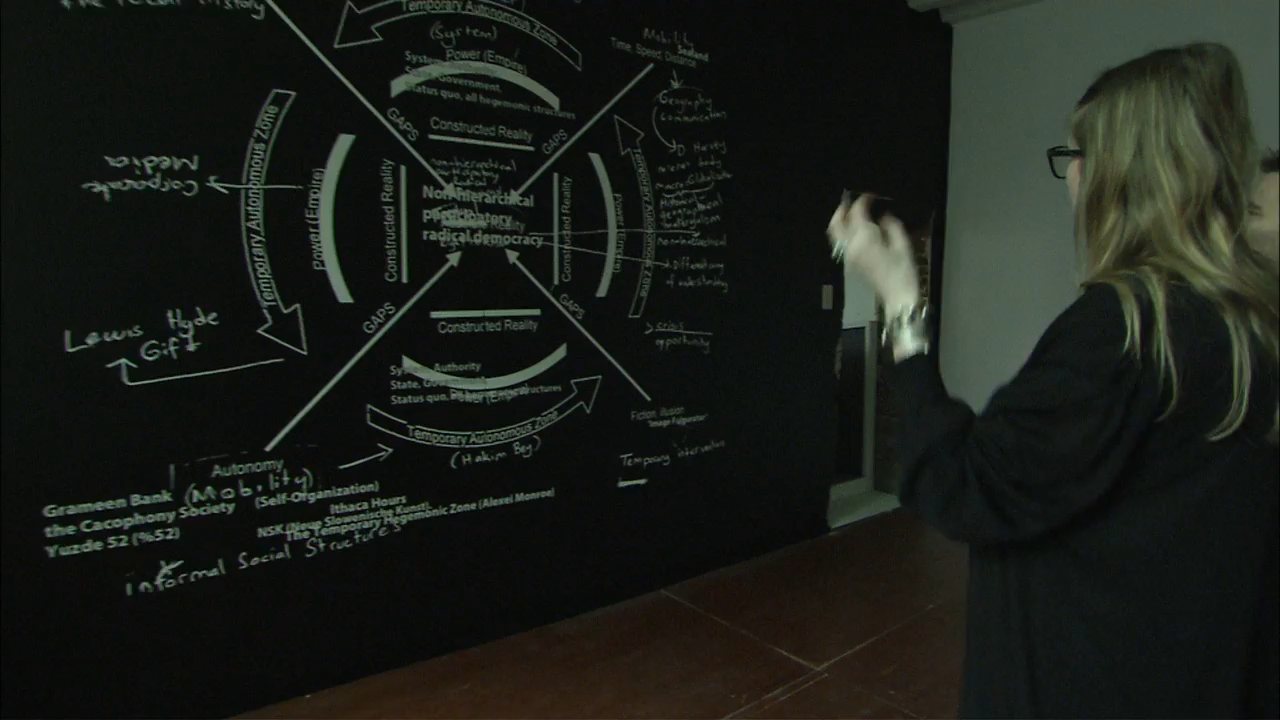 the recent history
Temporary Autonomous Zone
(System)
Power (Empire)
Government,
Status quo, all hegemonic structures
Constructed Reality
GAPS
GAPS
Mobility
Time, Speed, Distance
Geography
Communication
D Harvey
Temporary Autonomous Zone
Power (Empire)
Constructed Reality
Corporate
Media
Non-hierarchical
participatory
radical democracy
Constructed Reality
Power (Empire)
Temporary Autonomous Zone
nonhierarchical
of understanding
crisis
opportunity
Lewis Hyde
Gift
GAPS
GAPS
Constructed Reality
Authority
State,
Status quo,
structures
Temporary Autonomous Zone
(Hakim Bey)
Fiction, illusion
Temporary intervention
Autonomy
(Mobility)
(Self-Organization)
Grameen Bank
the Cacophony Society
Yuzde 52 (%52)
Ithaca Hours
NSK (Neue Slowenische Kunst),
The Temporary Hegemonic Zone (Alexei Monroe)
Informal Social Structures